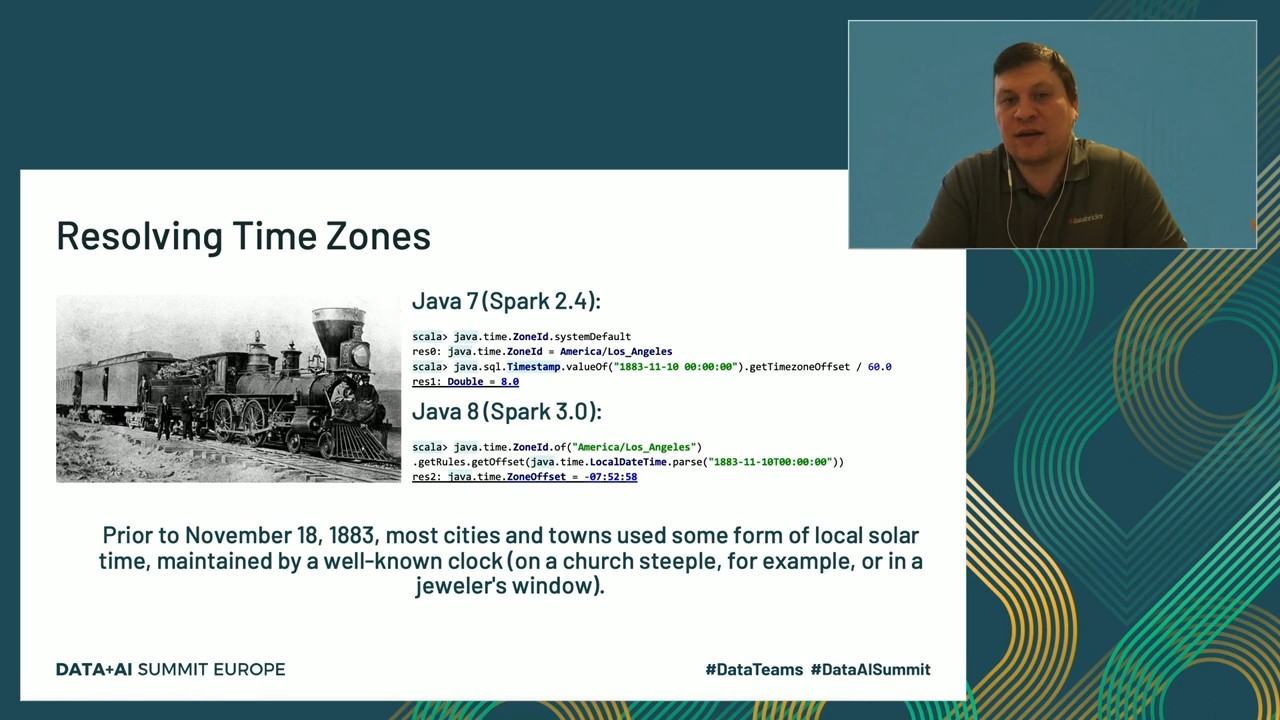 databricks
Resolving Time Zones
Java 7 (Spark 2.4):
scala> java.time.ZoneId.systemDefault
res0: java.time.ZoneId = America/Los_Angeles
scala> java.sql.Timestamp.valueOf("1883-11-10 00:00:00").getTimezoneOffset / 60.0
res1: Double = 8.0
Java 8 (Spark 3.0):
scala> java.time.ZoneId.of("America/Los_Angeles")
.getRules.getOffset(java.time.LocalDateTime.parse("1883-11-10T00:00:00"))
res2: java.time.ZoneOffset = -07:52:58
Prior to November 18, 1883, most cities and towns used some form of local solar
time, maintained by a well-known clock (on a church steeple, for example, or in a
jeweler's window).
DATA+AI SUMMIT EUROPE
#DataTeams #DataAISummit